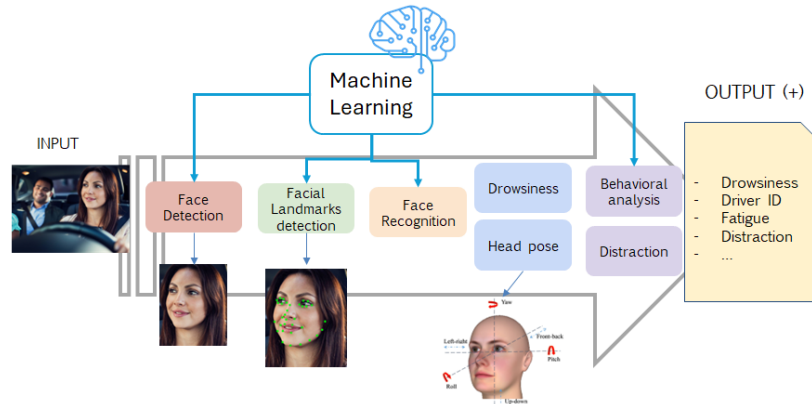 Machine
Learning
OUTPUT (+)
INPUT
Face
Detection
Facial
Landmarks
detection
Face
Recognition
Drowsiness
Head pose
Behavioral
analysis
Distraction
- Drowsiness
- Driver ID
- Fatigue
- Distraction
- ...
Yaw
Left-right
Front-back
Pitch
Roll
Up-down